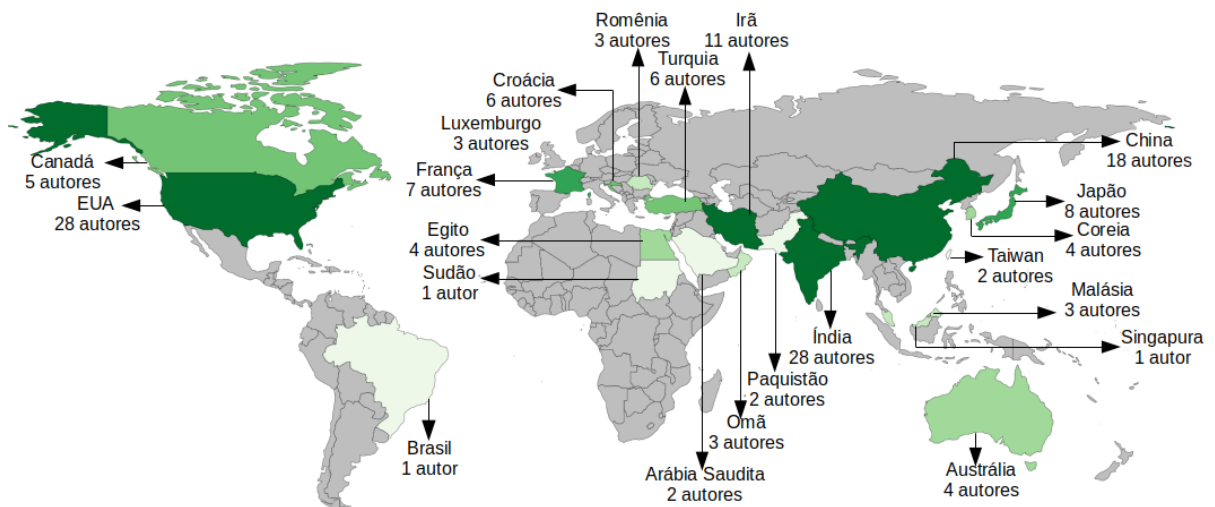 Romênia
3 autores
Irã
11 autores
Turquia
6 autores
Croácia
6 autores
Luxemburgo
3 autores
França
7 autores
Canadá
5 autores
EUA
28 autores
Egito
4 autores
Sudão
1 autor
China
18 autores
Japão
8 autores
Coreia
4 autores
Taiwan
2 autores
Malásia
3 autores
Singapura
1 autor
Índia
28 autores
Paquistão
2 autores
Omã
3 autores
Arábia Saudita
2 autores
Brasil
1 autor
Austrália
4 autores